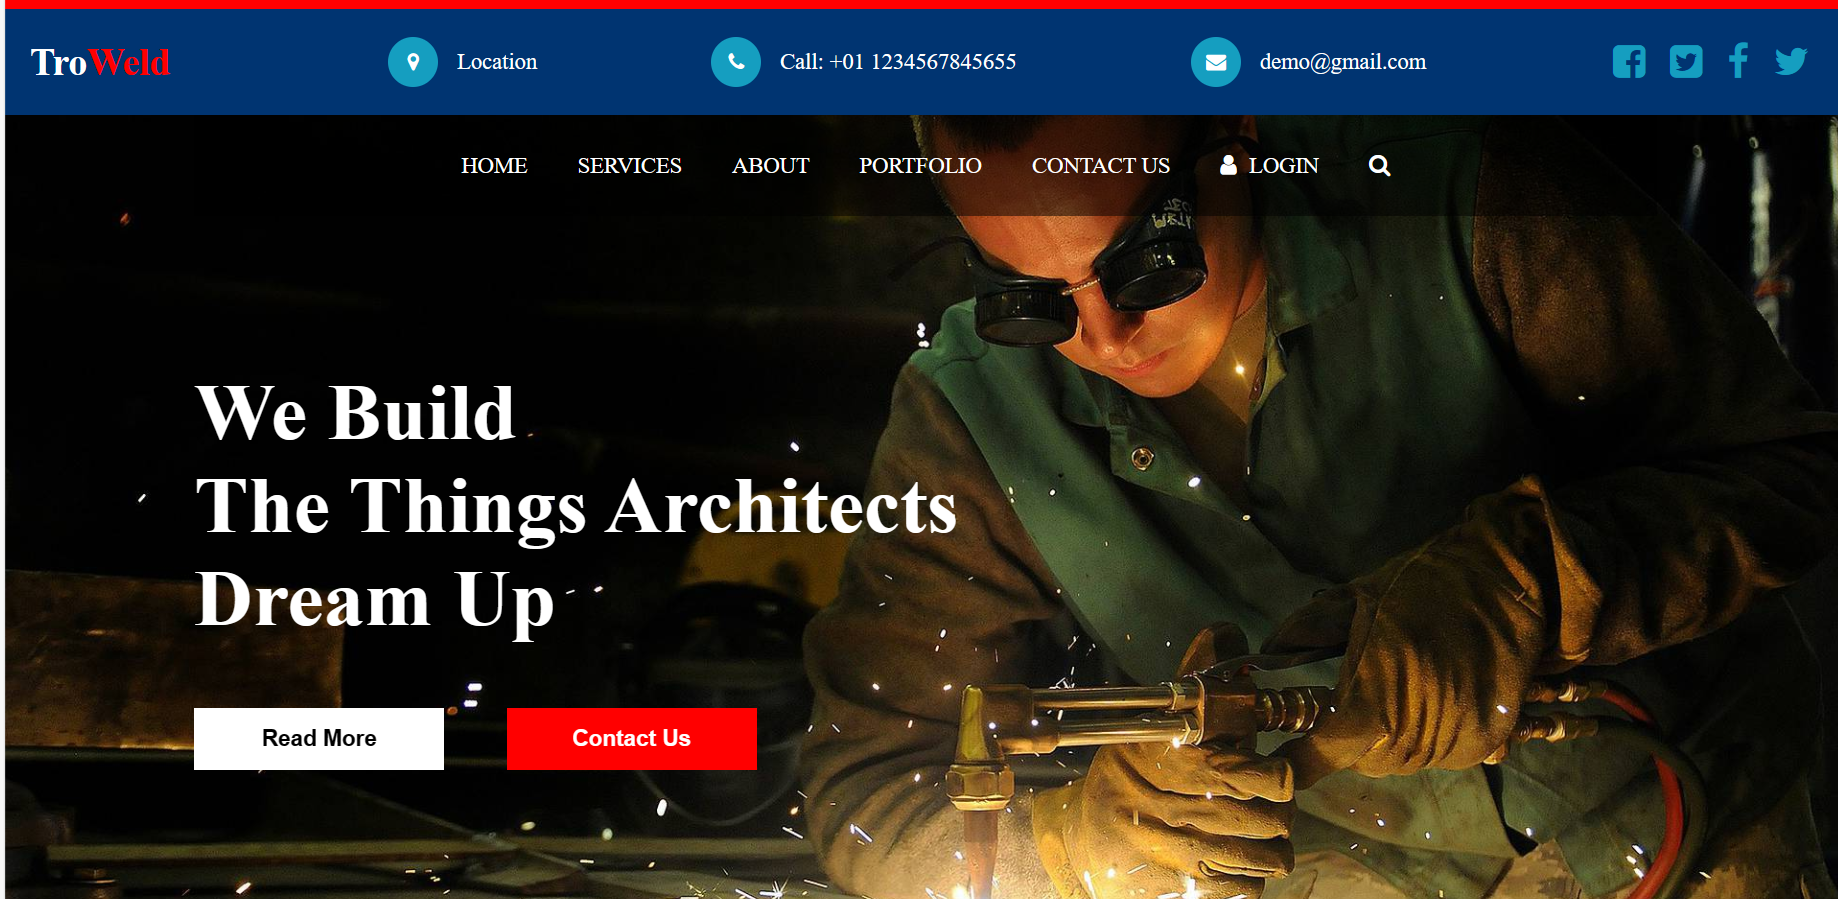 TroWeld
Location
Call: +01 1234567845655
demo@gmail.com
HOME
SERVICES
ABOUT
PORTFOLIO
CONTACT US
LOGIN
We Build
The Things Architects
Dream Up
Read More
Contact Us